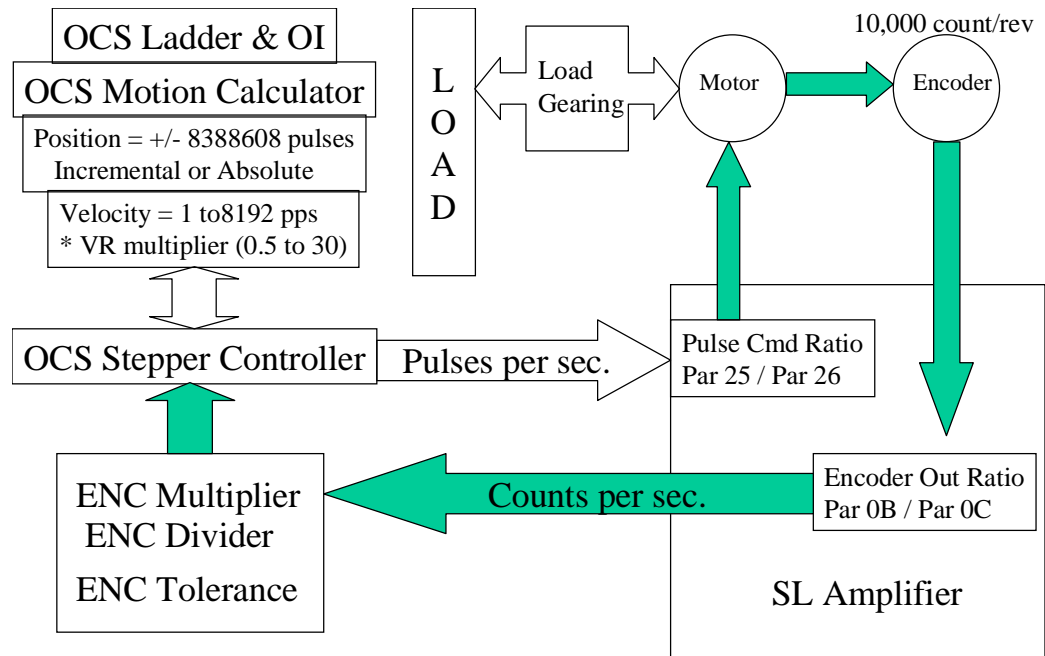 OCS Ladder & OI
OCS Motion Calculator
Position = +/- 8388608 pulses
Incremental or Absolute
Velocity = 1 to8192 pps
* VR multiplier (0.5 to 30)
OCS Stepper Controller
ENC Multiplier
ENC Divider
ENC Tolerance
L
O
A
D
Load
Gearing
Motor
10,000 count/rev
Encoder
Pulses per sec.
Pulse Cmd Ratio
Par 25 / Par 26
Counts per sec.
Encoder Out Ratio
Par 0B / Par 0C
SL Amplifier